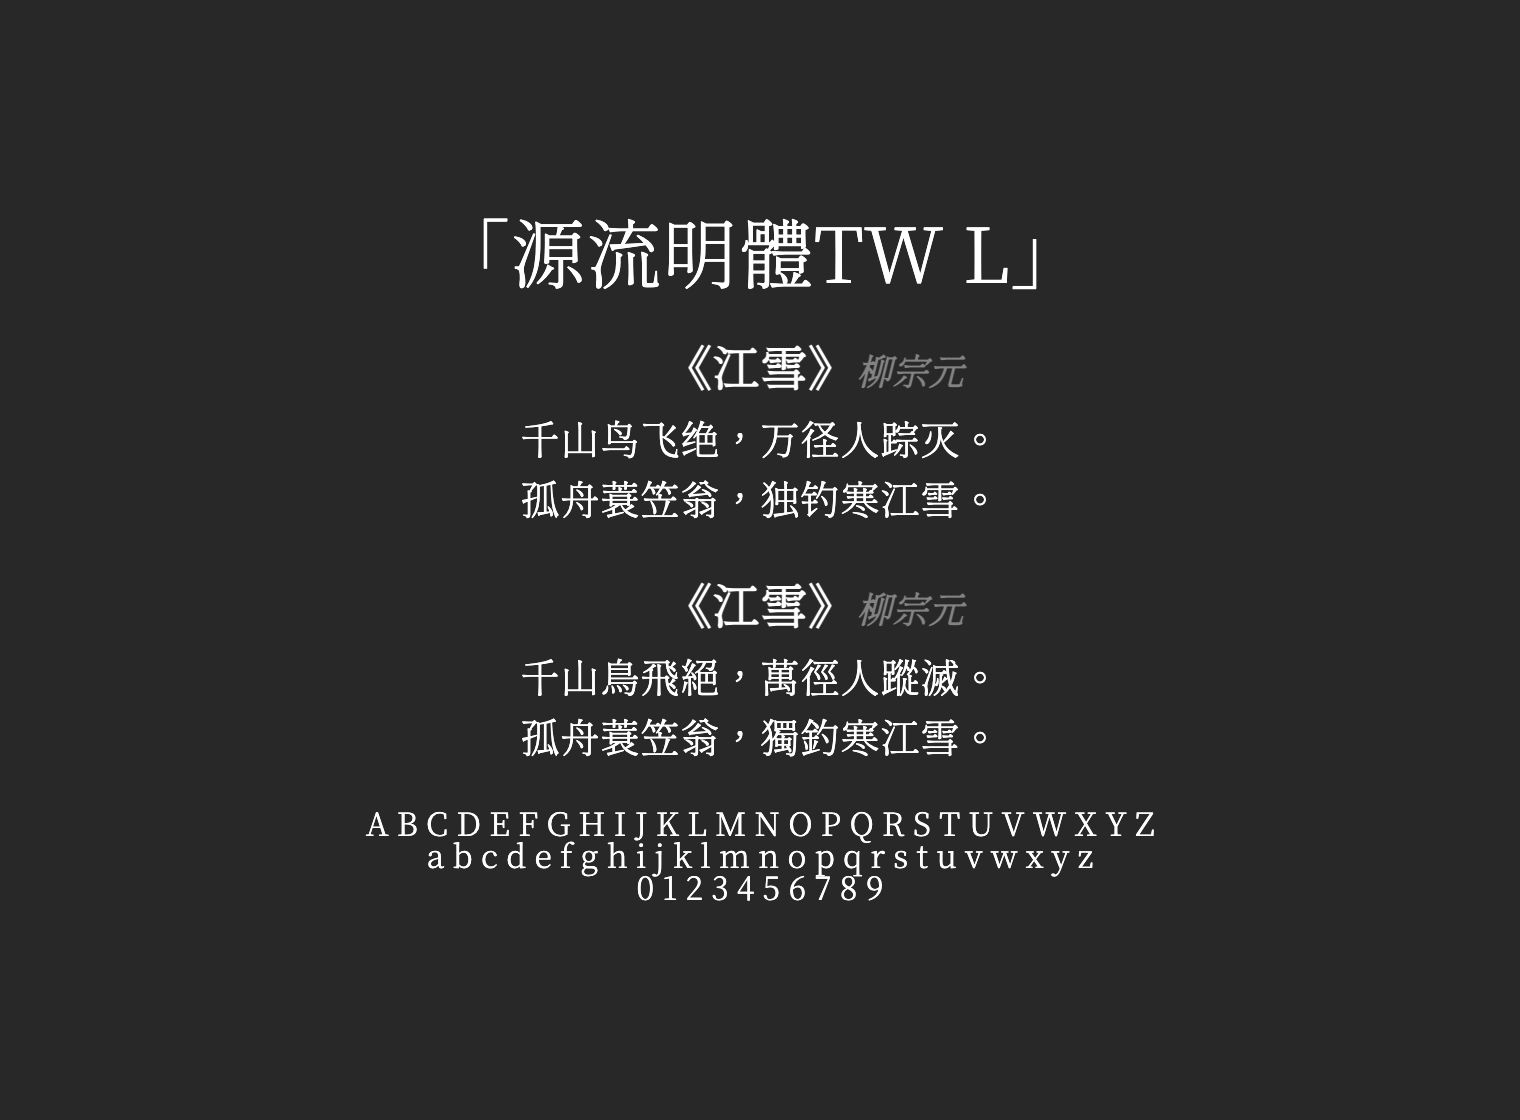 「源流明體TW L」
《江雪》 柳宗元
千山鸟飞绝，万径人踪灭。
孤舟蓑笠翁，独钓寒江雪。
《江雪》 柳宗元
千山鳥飛絕，萬徑人蹤滅。
孤舟蓑笠翁，獨釣寒江雪。
A B C D E F G H I J K L M N O P Q R S T U V W X Y Z
a b c d e f g h i j k l m n o p q r s t u v w x y z
0 1 2 3 4 5 6 7 8 9